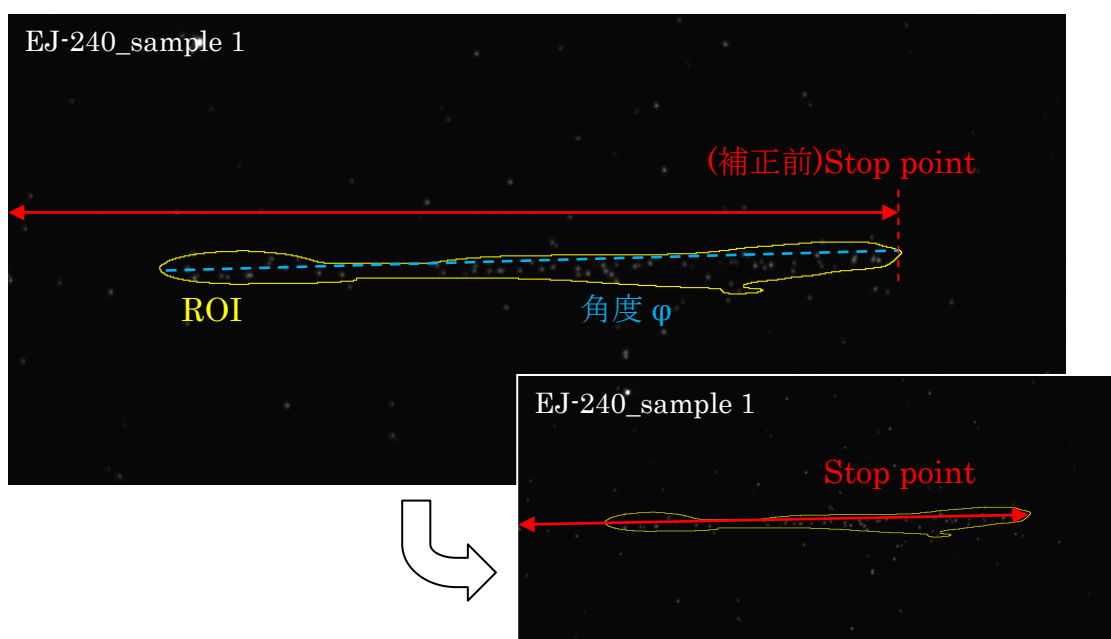 EJ-240_sample 1
(補正前)Stop point
ROI
角度 φ
EJ-240_sample 1
Stop point